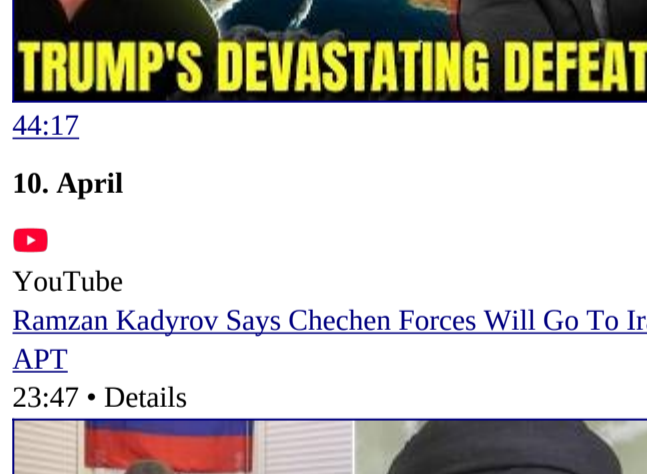 TRUMP'S DEVASTATING DEFEAT
44:17
10. April
YouTube
Ramzan Kadyrov Says Chechen Forces Will Go To
APT
23:47 • Details